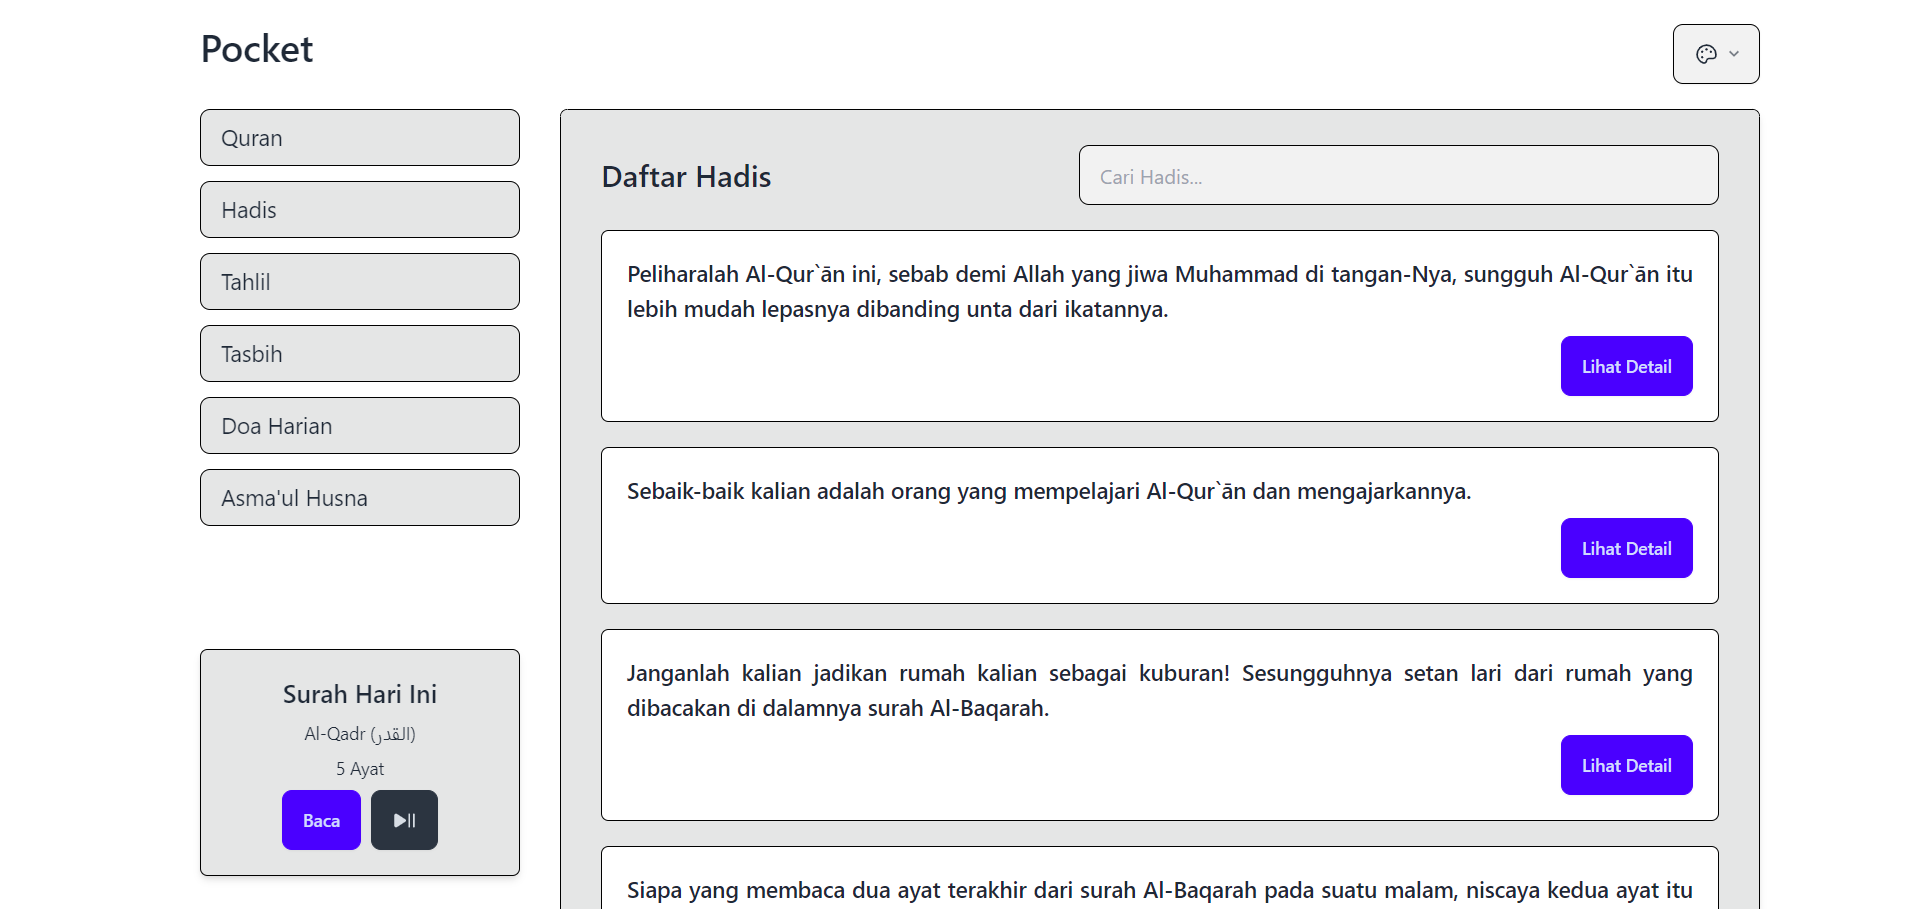 Pocket
Quran
Hadis
Tahlil
Tasbih
Doa Harian
Asma'ul Husna
Surah Hari Ini
Al-Qadr (القدر)
5 Ayat
Baca
Daftar Hadis
Cari Hadis...
Peliharalah Al-Qur`ān ini, sebab demi Allah yang jiwa Muhammad di tangan-Nya, sungguh Al-Qur`ān itu
lebih mudah lepasnya dibanding unta dari ikatannya.
Lihat Detail
Sebaik-baik kalian adalah orang yang mempelajari Al-Qur`ān dan mengajarkannya.
Lihat Detail
Janganlah kalian jadikan rumah kalian sebagai kuburan! Sesungguhnya setan lari dari rumah yang
dibacakan di dalamnya surah Al-Baqarah.
Lihat Detail
Siapa yang membaca dua ayat terakhir dari surah Al-Baqarah pada suatu malam, niscaya kedua ayat itu